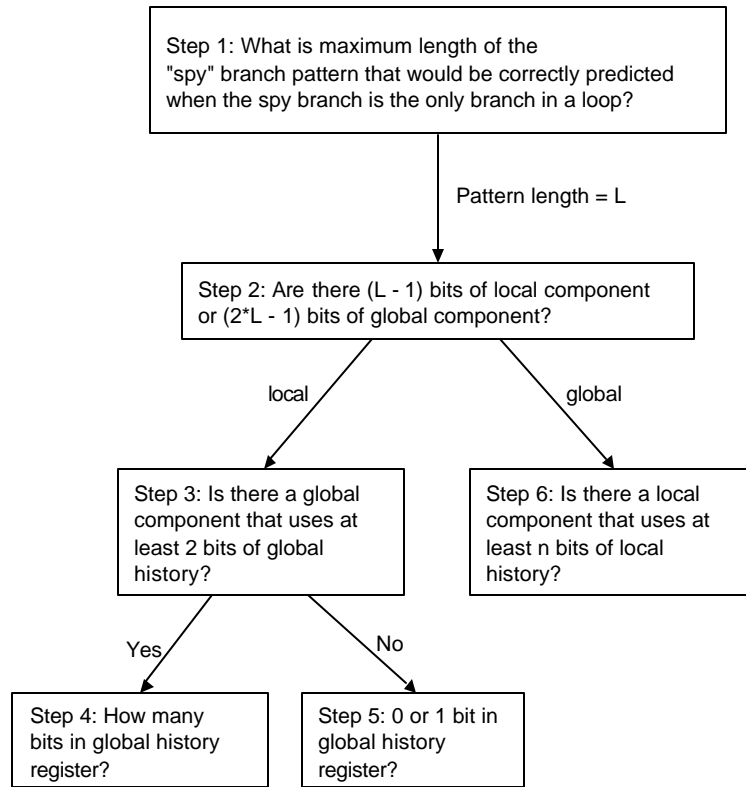 Step 1: What is maximum length of the
"spy" branch pattern that would be correctly predicted
when the spy branch is the only branch in a loop?
Pattern length = L
Step 2: Are there (L - 1) bits of local component
or (2*L - 1) bits of global component?
local
global
Step 3: Is there a global
component that uses at
least 2 bits of global
history?
Step 6: Is there a local
component that uses at
least n bits of local
history?
Yes
No
Step 4: How many
bits in global history
register?
Step 5: 0 or 1 bit in
global history
register?